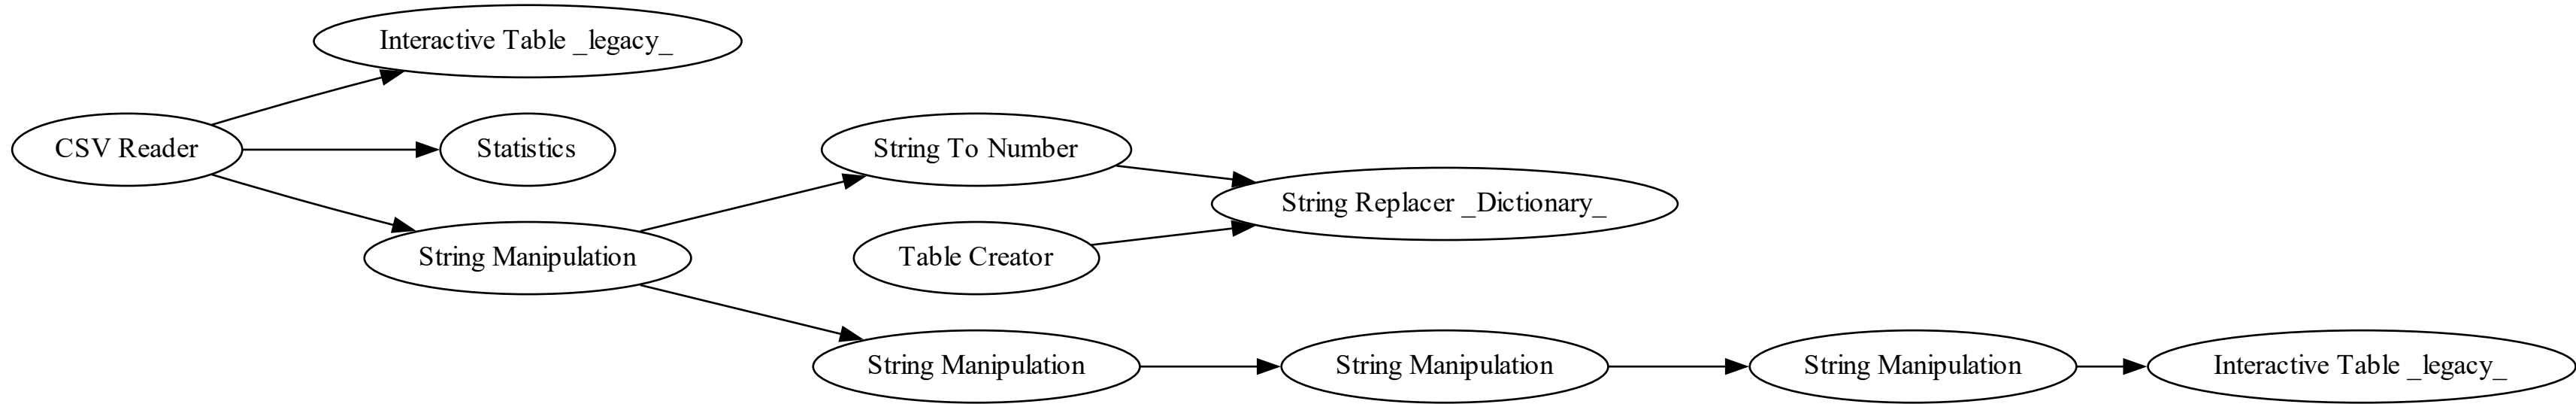 Interactive Table _legacy_
CSV Reader
Statistics
String Manipulation
String To Number
Table Creator
String Replacer _Dictionary_
String Manipulation
String Manipulation
String Manipulation
Interactive Table _legacy_